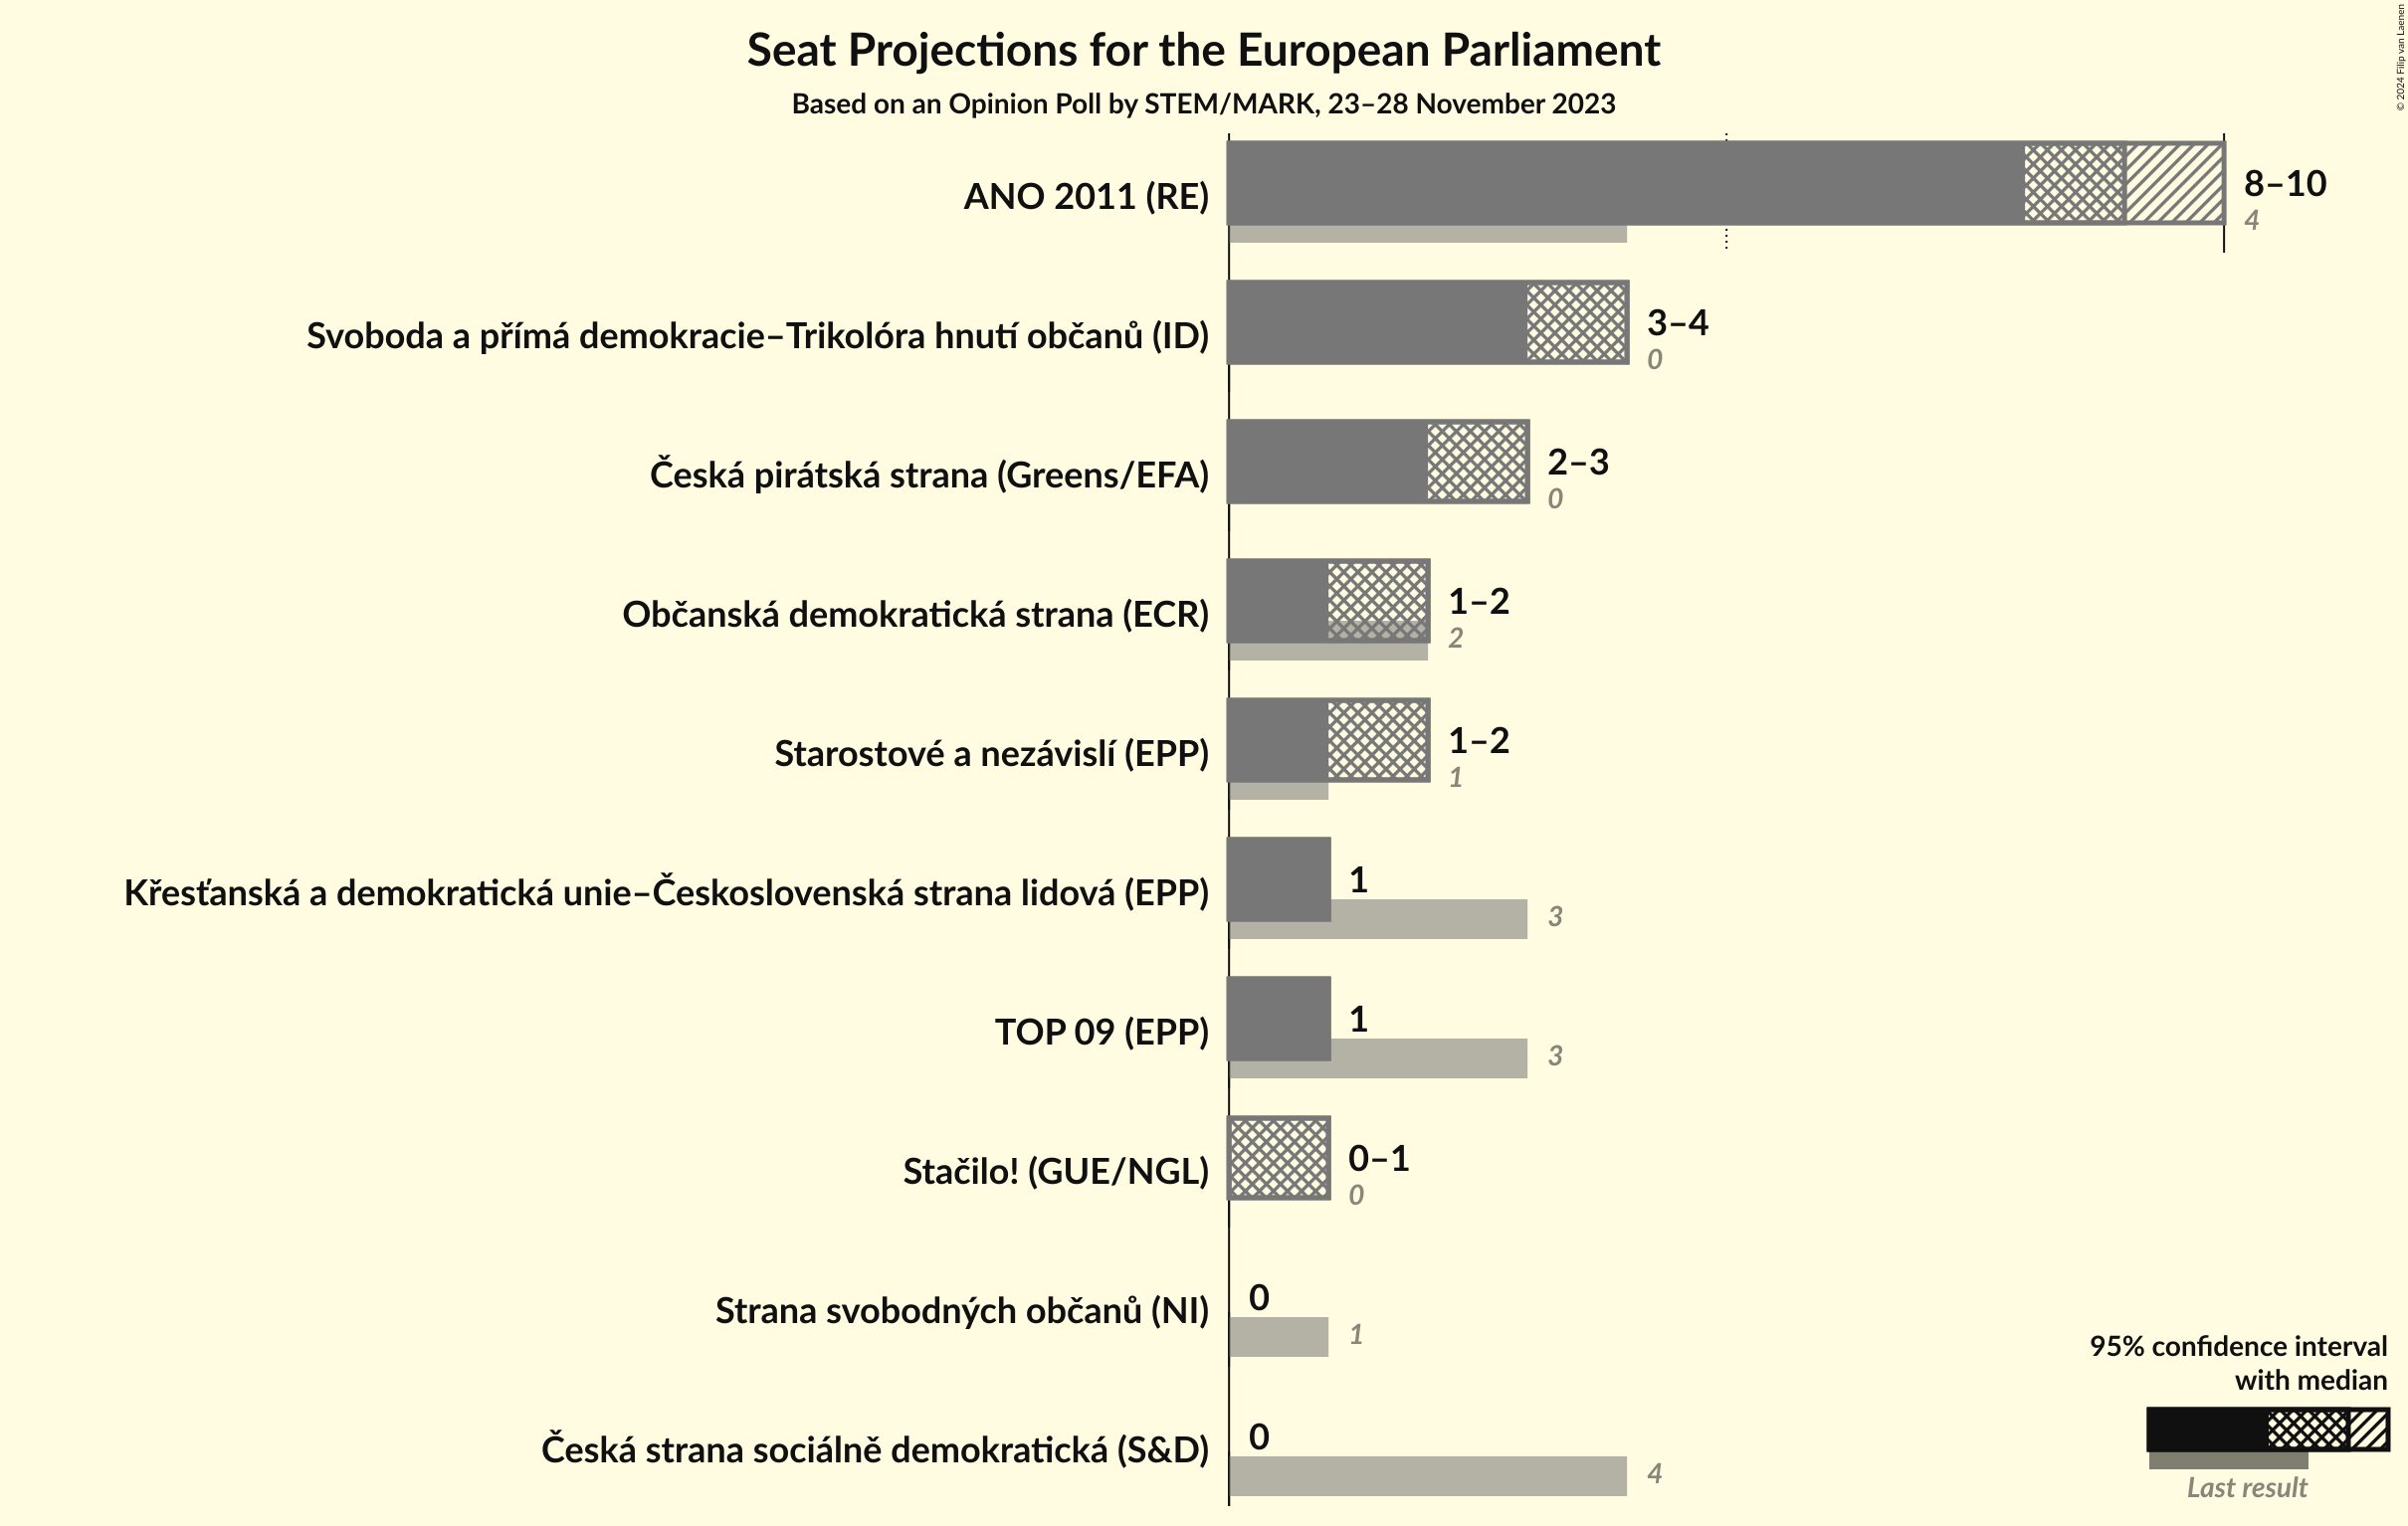 Seat Projections for the European Parliament
Based on an Opinion Poll by STEM/MARK, 23–28 November 2023
© 2024 Filip van Laenen
ANO 2011 (RE)
8–10
4
Svoboda a přímá demokracie–Trikolóra hnutí občanů (ID)
3–4
0
Česká pirátská strana (Greens/EFA)
2–3
0
Občanská demokratická strana (ECR)
1–2
2
Starostové a nezávislí (EPP)
1–2
1
Křesťanská a demokratická unie–Československá strana lidová (EPP)
1
3
TOP 09 (EPP)
1
3
Stačilo! (GUE/NGL)
0–1
0
Strana svobodných občanů (NI)
0
1
Česká strana sociálně demokratická (S&D)
0
4
95% confidence interval
with median
Last result